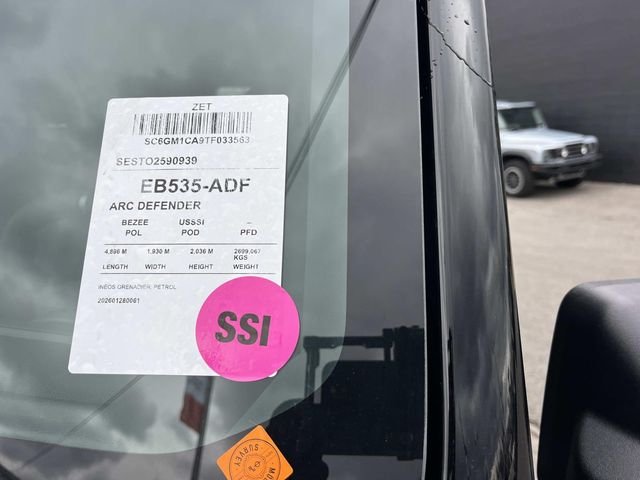 ZET
SC6GM1CA9TF033563
SESTO2590939
EB535-ADF
ARC DEFENDER
BEZEE USSSI –
POL POD PFD
4,896 M 1,930 M 2,036 M 2699.067 KGS
LENGTH WIDTH HEIGHT WEIGHT
INEOS GRENADIER, PETROL
202601280061
SSI
SURVEY